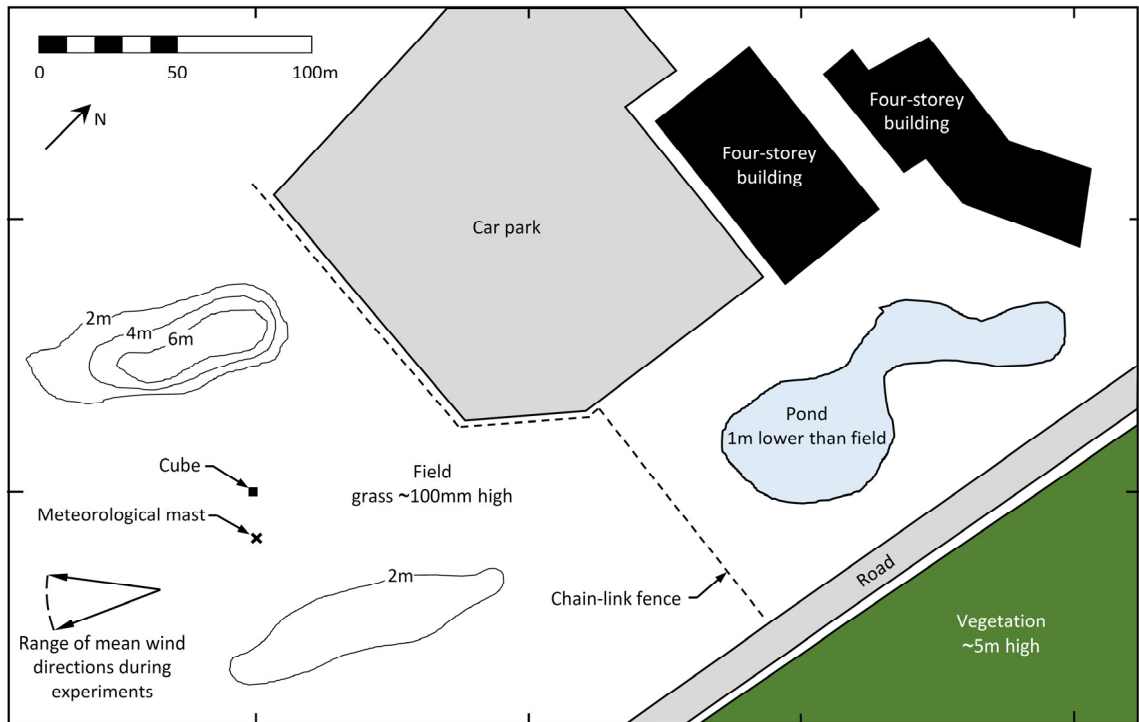 0 50 100m
N
Four-storey
building
Four-storey
building
Car park
2m
4m
6m
Pond
1m lower than field
Cube
Field
grass ~100mm high
Meteorological mast
2m
Road
Chain-link fence
Vegetation
~5m high
Range of mean wind
directions during
experiments